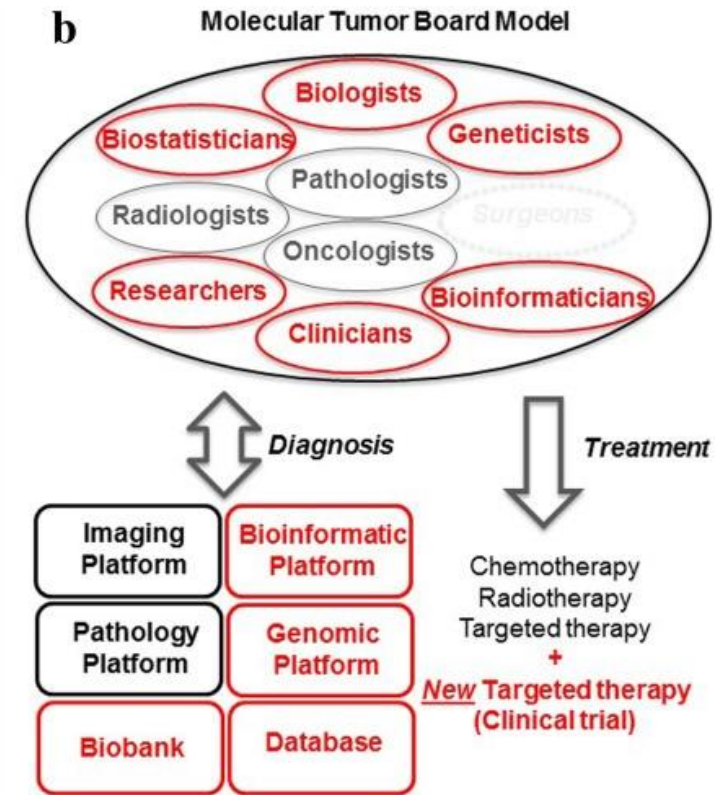 b
Molecular Tumor Board Model
Biologists
Biostatisticians
Geneticists
Pathologists
Radiologists
Surgeons
Oncologists
Researchers
Bioinformaticians
Clinicians
Diagnosis
Treatment
Imaging
Platform
Bioinformatic
Platform
Pathology
Platform
Genomic
Platform
Biobank
Database
Chemotherapy
Radiotherapy
Targeted therapy
+
New Targeted therapy
(Clinical trial)